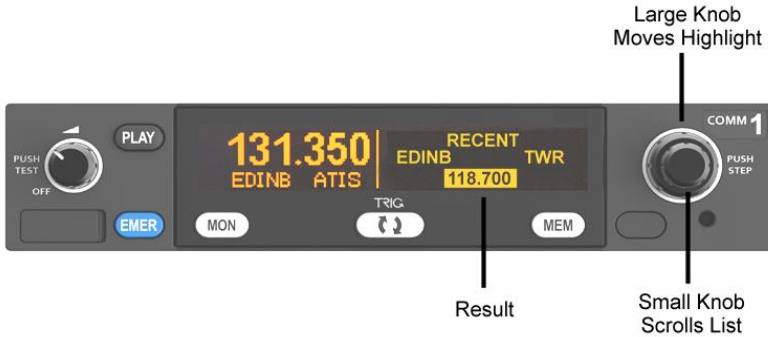 Large Knob
Moves Highlight
COMM 1
PLAY
PUSH
TEST
OFF
131.350
EDINB ATIS
RECENT
EDINB TWR
118.700
PUSH
STEP
TRIG
EMER
MON
MEM
Result
Small Knob
Scrolls List